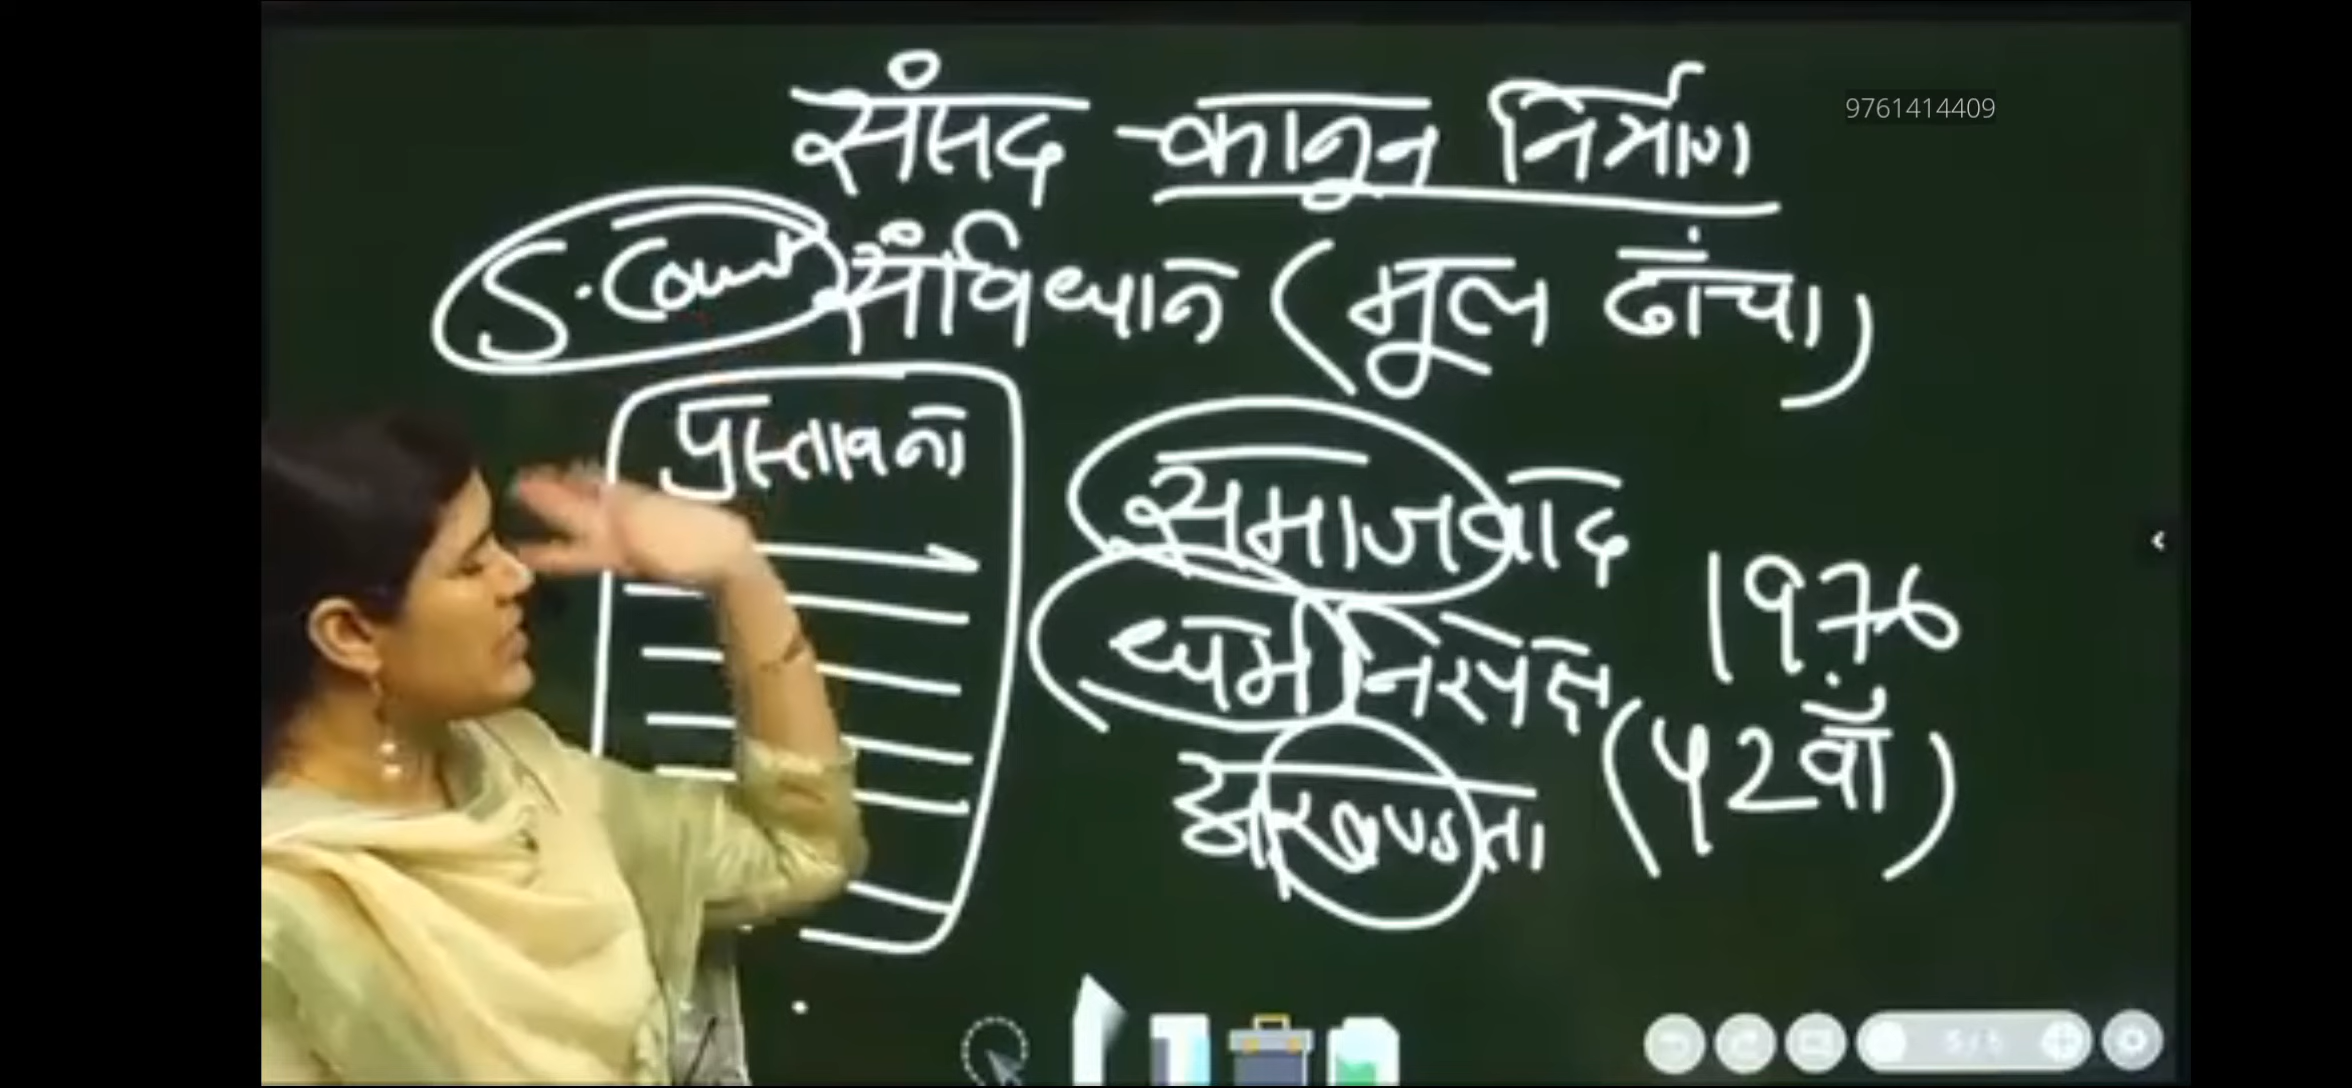 संसद - कानून निर्माण
9761414409
S. Court संविधान (मूल ढांचा)
प्रस्तावना
समाजवाद
धर्मनिरपेक्ष
अखण्डता
1976
(42वाँ)